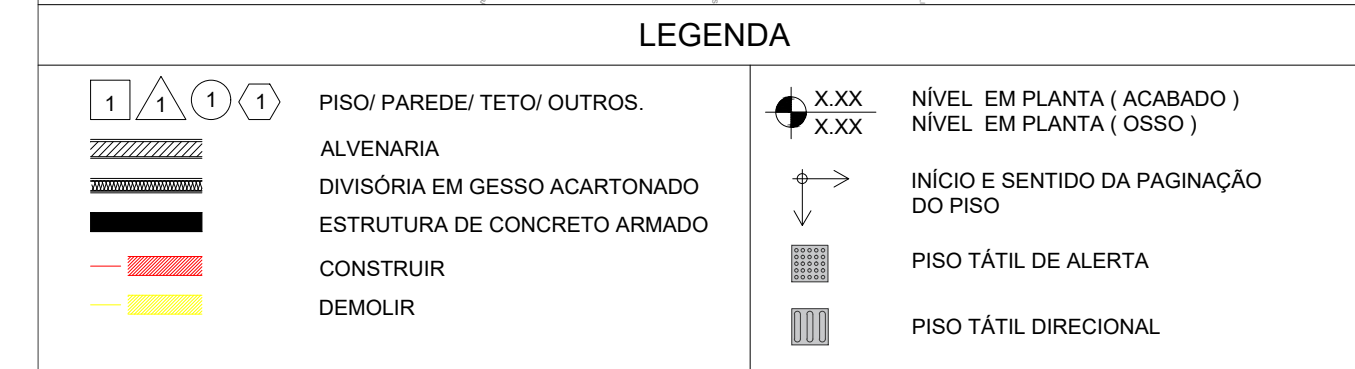 LEGENDA
1 1 1 1 PISO/ PAREDE/ TETO/ OUTROS.
ALVENARIA
DIVISÓRIA EM GESSO ACARTONADO
ESTRUTURA DE CONCRETO ARMADO
CONSTRUIR
DEMOLIR
X.XX NÍVEL EM PLANTA ( ACABADO )
X.XX NÍVEL EM PLANTA ( OSSO )
INÍCIO E SENTIDO DA PAGINAÇÃO
DO PISO
PISO TÁTIL DE ALERTA
PISO TÁTIL DIRECIONAL